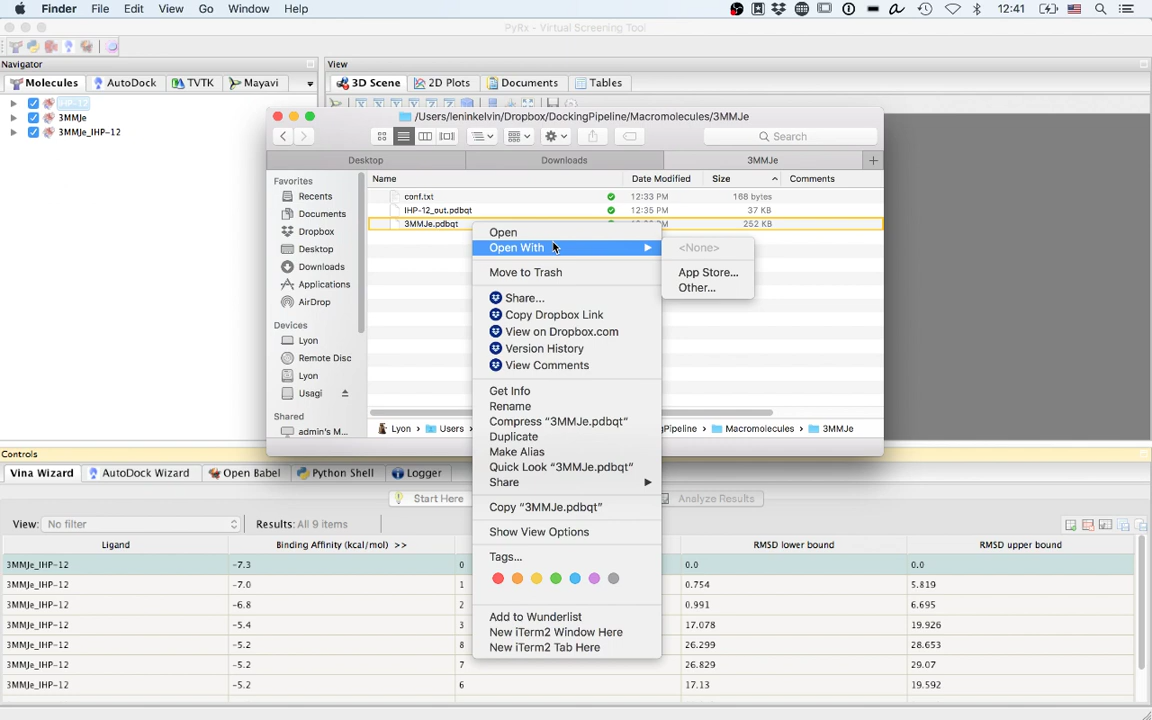 Finder File Edit View Go Window Help 12:41
PyRx - Virtual Screening Tool
Navigator
View
Molecules AutoDock TVTK Mayavi
3D Scene 2D Plots Documents Tables
IHP-12
3MMJe
3MMJe_IHP-12
/Users/leninkelvin/Dropbox/DockingPipeline/Macromolecules/3MMJe
Search
Desktop Downloads 3MMJe
Favorites
Recents
Documents
Dropbox
Desktop
Downloads
Applications
AirDrop
Devices
Lyon
Remote Disc
Lyon
Usagi
Shared
admin's M...
Name Date Modified Size Comments
conf.txt 12:33 PM 168 bytes
IHP-12_out.pdbqt 12:35 PM 37 KB
3MMJe.pdbqt 252 KB
Lyon Users gPipeline Macromolecules 3MMJe
Open
Open With
Move to Trash
Share...
Copy Dropbox Link
View on Dropbox.com
Version History
View Comments
Get Info
Rename
Compress “3MMJe.pdbqt”
Duplicate
Make Alias
Quick Look “3MMJe.pdbqt”
Share
Copy “3MMJe.pdbqt”
Show View Options
Tags...
Add to Wunderlist
New iTerm2 Window Here
New iTerm2 Tab Here
<None>
App Store...
Other...
Controls
Vina Wizard AutoDock Wizard Open Babel Python Shell Logger
Start Here Analyze Results
View: No filter Results: All 9 items
Ligand Binding Affinity (kcal/mol) >> RMSD lower bound RMSD upper bound
3MMJe_IHP-12 -7.3 0 0.0 0.0
3MMJe_IHP-12 -7.0 1 0.754 5.819
3MMJe_IHP-12 -6.8 2 0.991 6.695
3MMJe_IHP-12 -5.4 3 17.078 19.926
3MMJe_IHP-12 -5.2 8 26.299 28.653
3MMJe_IHP-12 -5.2 7 26.829 29.07
3MMJe_IHP-12 -5.2 6 17.13 19.592